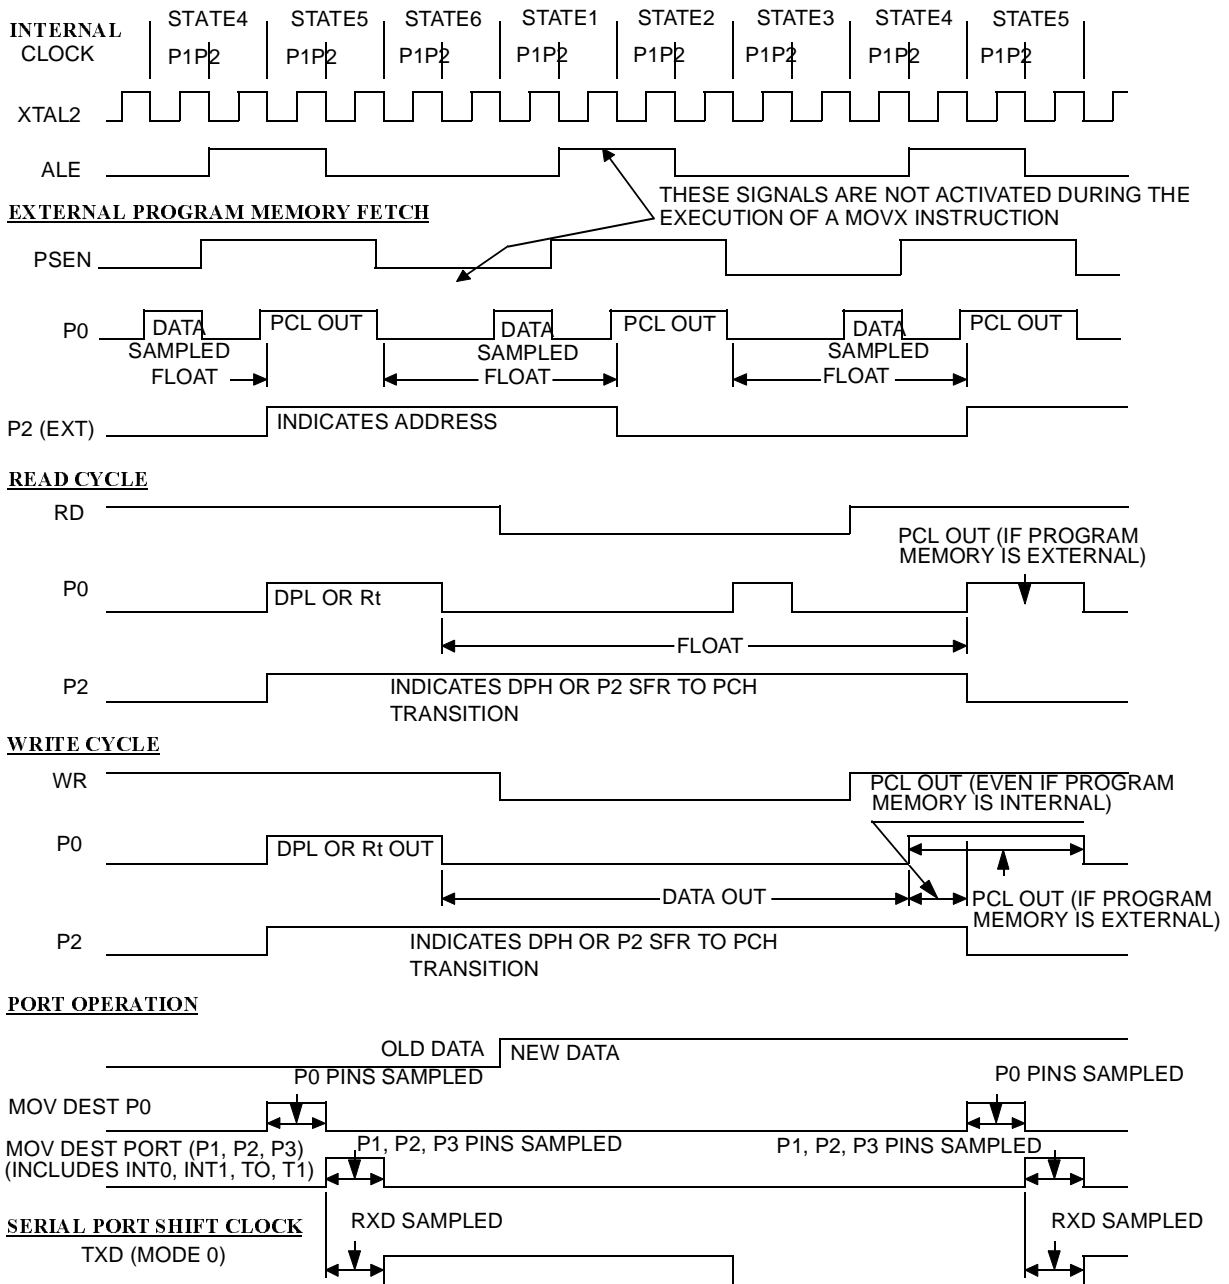 INTERNAL CLOCK
STATE4 STATE5 STATE6 STATE1 STATE2 STATE3 STATE4 STATE5
P1P2 P1P2 P1P2 P1P2 P1P2 P1P2 P1P2 P1P2
XTAL2
ALE
THESE SIGNALS ARE NOT ACTIVATED DURING THE
EXECUTION OF A MOVX INSTRUCTION
EXTERNAL PROGRAM MEMORY FETCH
PSEN
P0
DATA PCL OUT DATA PCL OUT DATA PCL OUT
SAMPLED SAMPLED SAMPLED
FLOAT FLOAT FLOAT
P2 (EXT)
INDICATES ADDRESS
READ CYCLE
RD
PCL OUT (IF PROGRAM
MEMORY IS EXTERNAL)
P0
DPL OR Rt
FLOAT
P2
INDICATES DPH OR P2 SFR TO PCH
TRANSITION
WRITE CYCLE
WR
PCL OUT (EVEN IF PROGRAM
MEMORY IS INTERNAL)
P0
DPL OR Rt OUT
DATA OUT
PCL OUT (IF PROGRAM
MEMORY IS EXTERNAL)
P2
INDICATES DPH OR P2 SFR TO PCH
TRANSITION
PORT OPERATION
OLD DATA NEW DATA
P0 PINS SAMPLED P0 PINS SAMPLED
MOV DEST P0
MOV DEST PORT (P1, P2, P3)
(INCLUDES INT0, INT1, TO, T1)
P1, P2, P3 PINS SAMPLED P1, P2, P3 PINS SAMPLED
SERIAL PORT SHIFT CLOCK
RXD SAMPLED RXD SAMPLED
TXD (MODE 0)